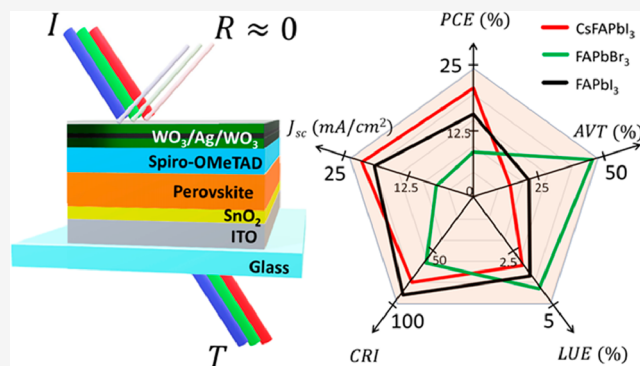 I
R ≈ 0
WO₃/Ag/WO₃
Spiro-OMeTAD
Perovskite
SnO₂
ITO
Glass
T
PCE (%)
25
12.5
0
CsFAPbI₃
FAPbBr₃
FAPbI₃
J_sc (mA/cm²)
25
12.5
AVT (%)
50
25
50
100
CRI
2.5
5
LUE (%)